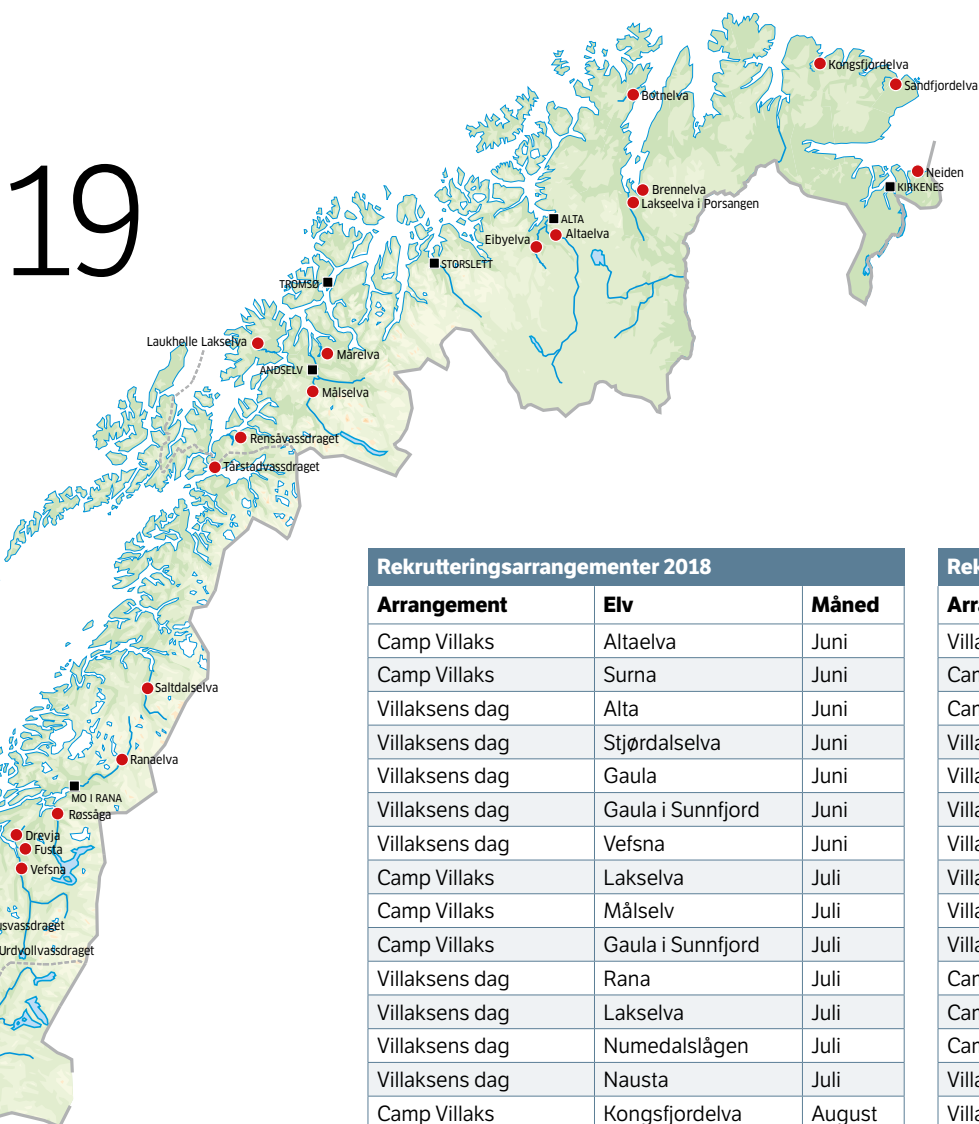 19
Kongsfjordelva
Sandfjordelva
Botnelva
Neiden
KIRKENES
Brennelva
Lakseelva i Porsangen
ALTA
Altaelva
Eibyelva
STORSLETT
TROMSØ
Laukhelle Lakselva
Mårelva
ANDSELV
Målselva
Rensåvassdraget
Tårstadvassdraget
Saltdalselva
Ranaelva
MO I RANA
Røssåga
Drevja
Fusta
Vefsna
usvassdraget
Urdvollvassdraget
Rekrutteringsarrangementer 2018
Arrangement Elv Måned
Camp Villaks Altaelva Juni
Camp Villaks Surna Juni
Villaksens dag Alta Juni
Villaksens dag Stjørdalselva Juni
Villaksens dag Gaula Juni
Villaksens dag Gaula i Sunnfjord Juni
Villaksens dag Vefsna Juni
Camp Villaks Lakselva Juli
Camp Villaks Målselv Juli
Camp Villaks Gaula i Sunnfjord Juli
Villaksens dag Rana Juli
Villaksens dag Lakselva Juli
Villaksens dag Numedalslågen Juli
Villaksens dag Nausta Juli
Camp Villaks Kongsfjordelva August